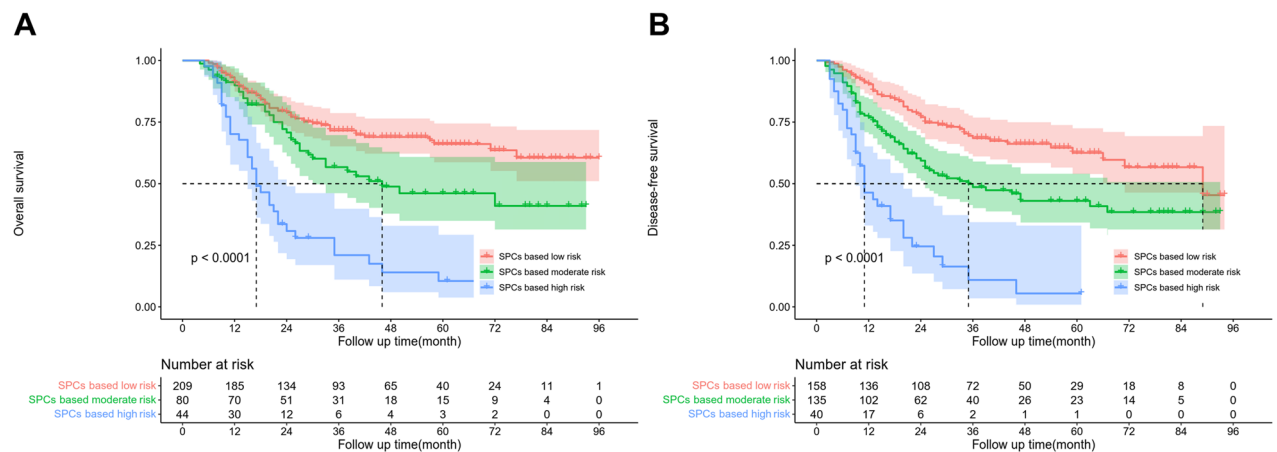 A
Overall survival
1.00
0.75
0.50
0.25
0.00
p < 0.0001
SPCs based low risk
SPCs based moderate risk
SPCs based high risk
0 12 24 36 48 60 72 84 96
Follow up time(month)
Number at risk
SPCs based low risk 209 185 134 93 65 40 24 11 1
SPCs based moderate risk 80 70 51 31 18 15 9 4 0
SPCs based high risk 44 30 12 6 4 3 2 0 0
0 12 24 36 48 60 72 84 96
Follow up time(month)
B
Disease-free survival
1.00
0.75
0.50
0.25
0.00
p < 0.0001
SPCs based low risk
SPCs based moderate risk
SPCs based high risk
0 12 24 36 48 60 72 84 96
Follow up time(month)
Number at risk
SPCs based low risk 158 136 108 72 50 29 18 8 0
SPCs based moderate risk 135 102 62 40 26 23 14 5 0
SPCs based high risk 40 17 6 2 1 1 0 0 0
0 12 24 36 48 60 72 84 96
Follow up time(month)